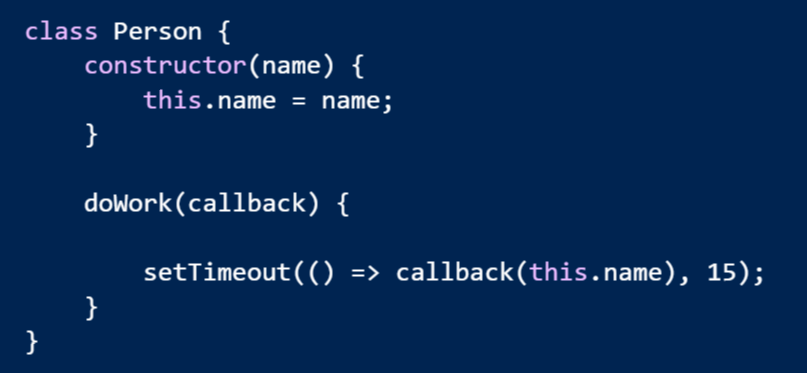 class Person {
    constructor(name) {
        this.name = name;
    }

    doWork(callback) {

        setTimeout(() => callback(this.name), 15);
    }
}